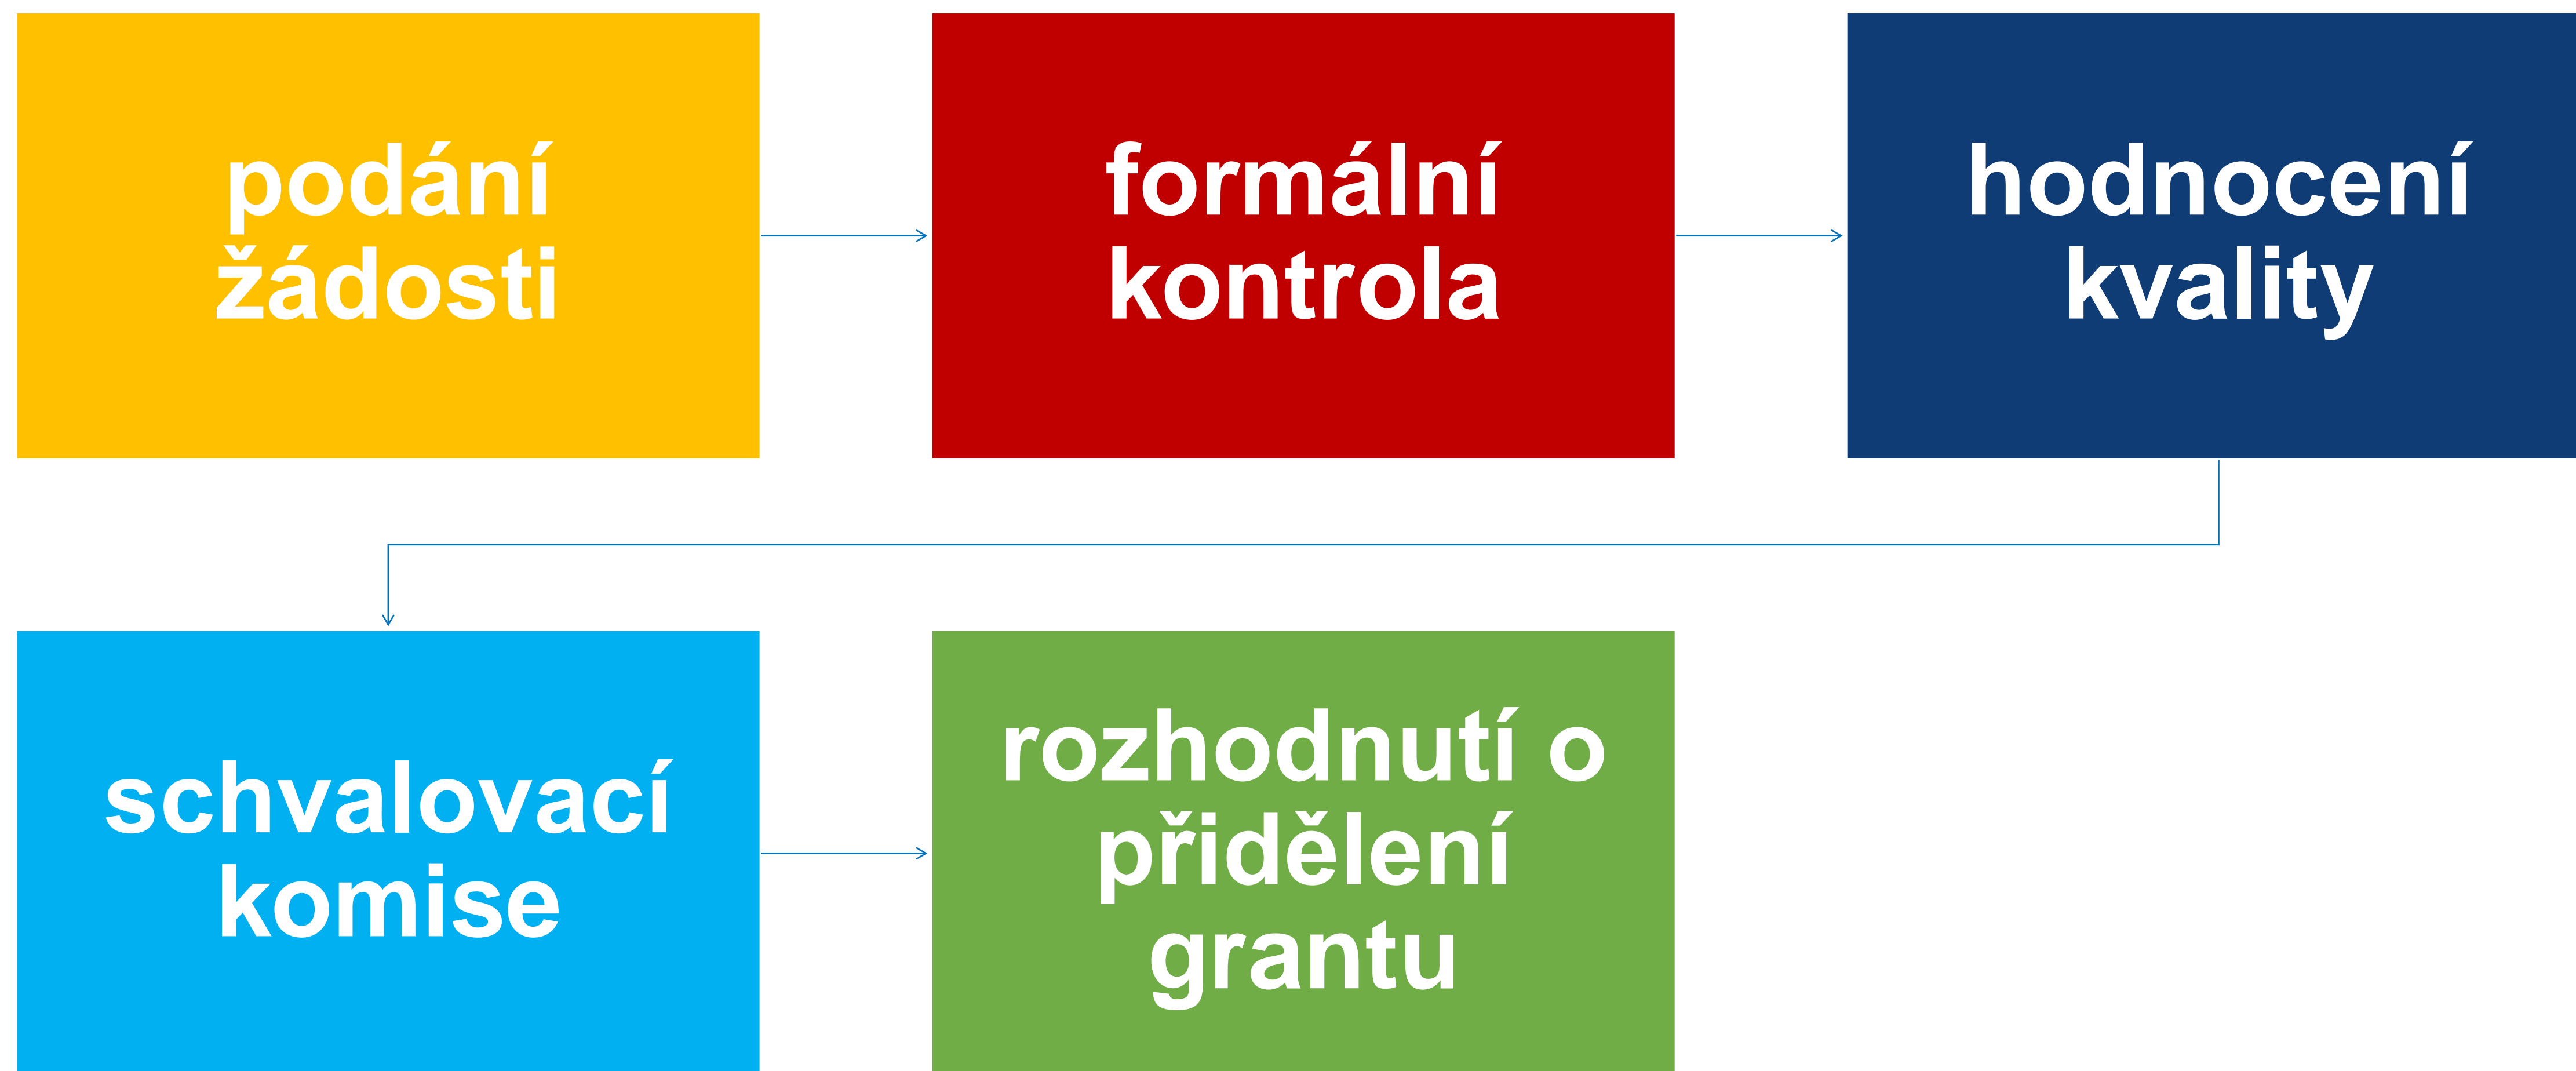 podání
žádosti
formální
kontrola
hodnocení
kvality
schvalovací
komise
rozhodnutí o
přidělení
grantu